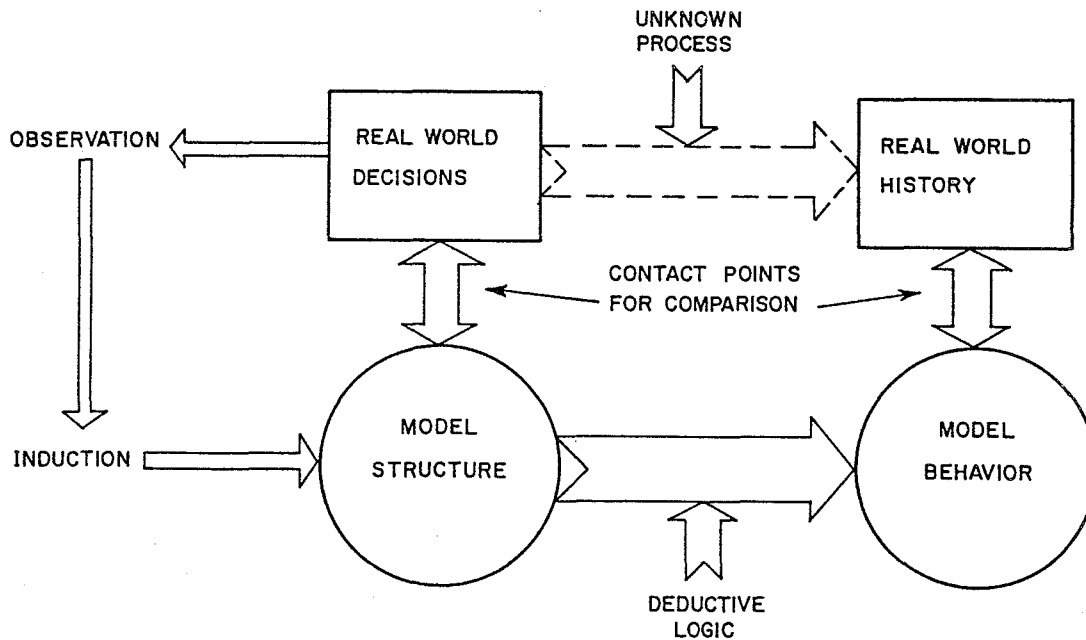 UNKNOWN
PROCESS
OBSERVATION
REAL WORLD
DECISIONS
REAL WORLD
HISTORY
CONTACT POINTS
FOR COMPARISON
INDUCTION
MODEL
STRUCTURE
MODEL
BEHAVIOR
DEDUCTIVE
LOGIC